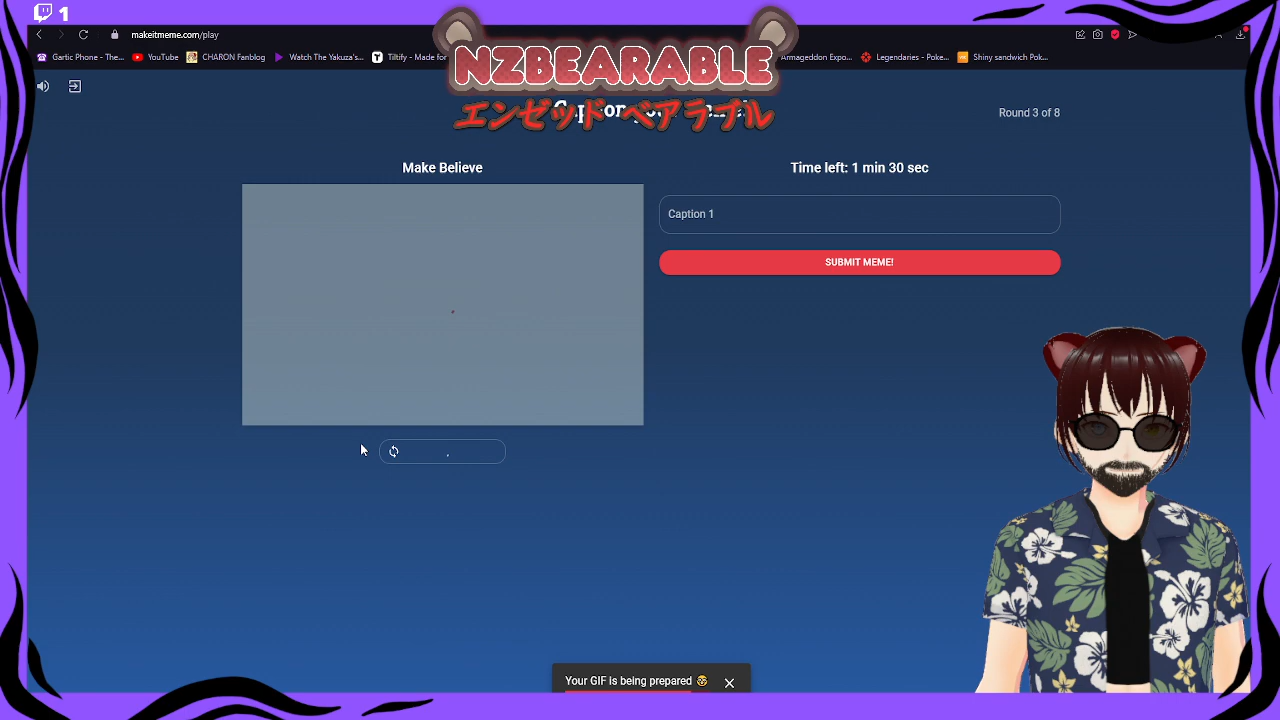 1
makeitmeme.com/play
NZBEARABLE
エンゼッド ベアラブル
Gartic Phone - The...
YouTube
CHARON Fanblog
Watch The Yakuza's...
Tiltify - Made for
Armageddon Expo...
Legendaries - Poke...
Shiny sandwich Pok...
Round 3 of 8
Make Believe
Time left: 1 min 30 sec
Caption 1
SUBMIT MEME!
Your GIF is being prepared